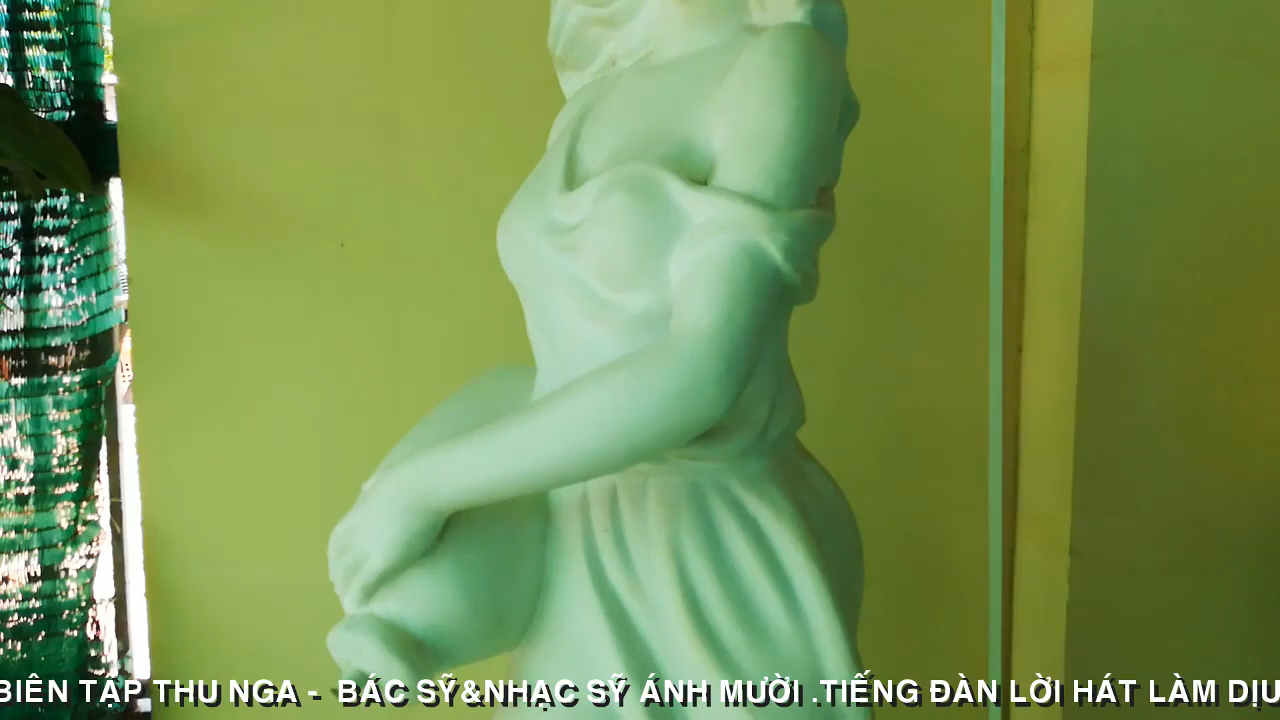 BIÊN TẬP THU NGA - BÁC SỸ&NHẠC SỸ ÁNH MƯỜI .TIẾNG ĐÀN LỜI HÁT LÀM DỊU